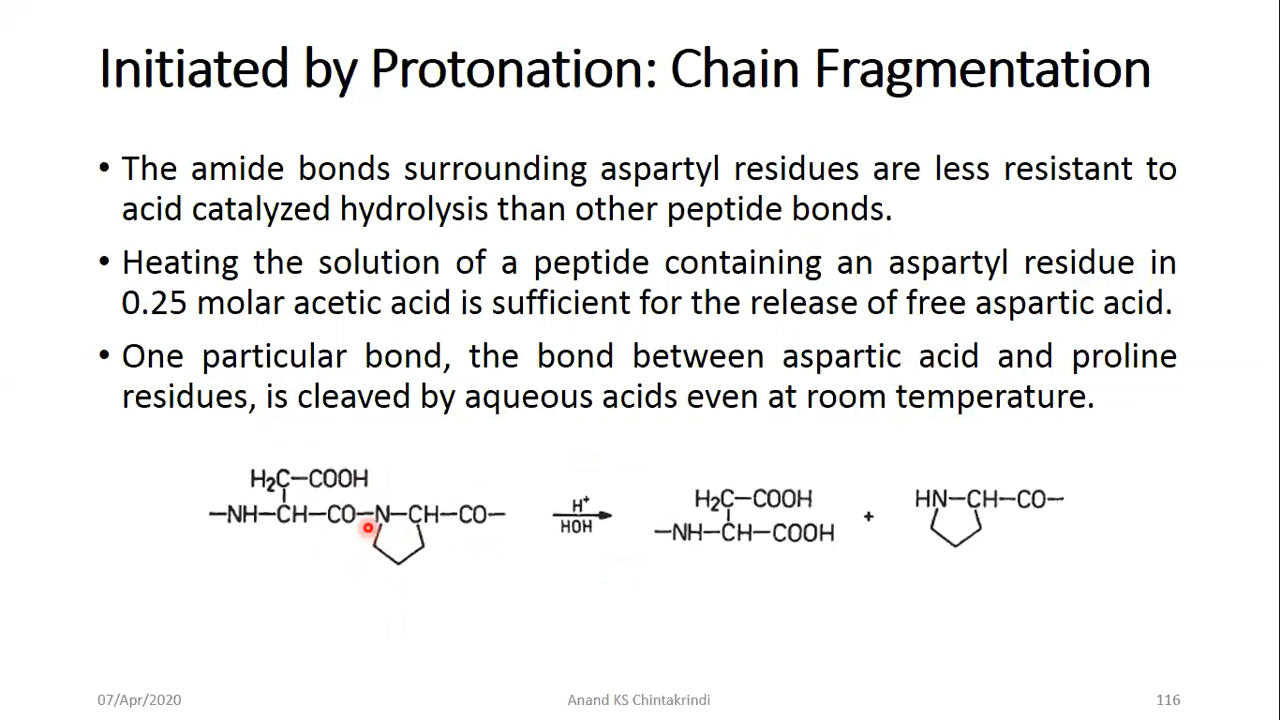 Initiated by Protonation: Chain Fragmentation
• The amide bonds surrounding aspartyl residues are less resistant to
acid catalyzed hydrolysis than other peptide bonds.
• Heating the solution of a peptide containing an aspartyl residue in
0.25 molar acetic acid is sufficient for the release of free aspartic acid.
• One particular bond, the bond between aspartic acid and proline
residues, is cleaved by aqueous acids even at room temperature.
H₂C–COOH
–NH–CH–CO–N–CH–CO–
H⁺
HOH
H₂C–COOH
–NH–CH–COOH
+
HN–CH–CO–
07/Apr/2020
Anand KS Chintakrindi
116